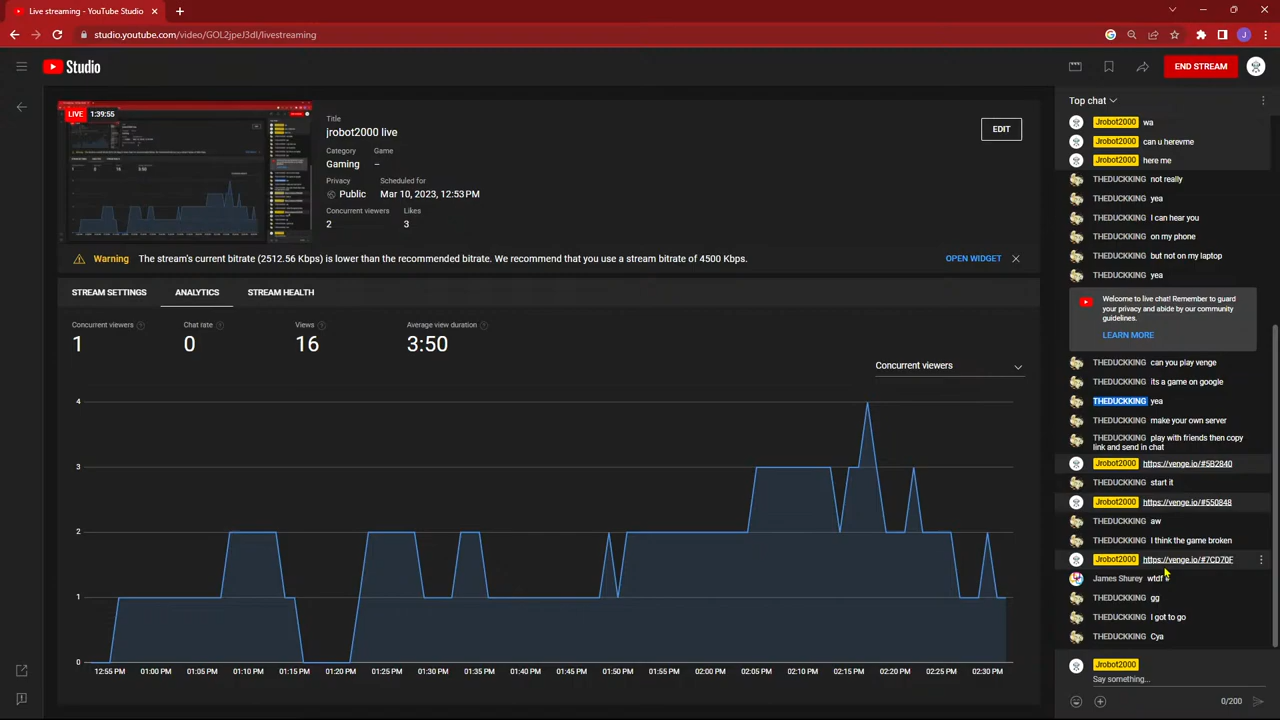 Live streaming - YouTube Studio
studio.youtube.com/video/GOL2jpeJ3dI/livestreaming
J
Studio
END STREAM
LIVE 1:39:55
Title
jrobot2000 live
EDIT
Category Game
Gaming –
Privacy Scheduled for
Public Mar 10, 2023, 12:53 PM
Concurrent viewers Likes
2 3
Warning The stream's current bitrate (2512.56 Kbps) is lower than the recommended bitrate. We recommend that you use a stream bitrate of 4500 Kbps.
OPEN WIDGET
STREAM SETTINGS ANALYTICS STREAM HEALTH
Concurrent viewers Chat rate Views Average view duration
1 0 16 3:50
Concurrent viewers
4
3
2
1
0
12:55 PM 01:00 PM 01:05 PM 01:10 PM 01:15 PM 01:20 PM 01:25 PM 01:30 PM 01:35 PM 01:40 PM 01:45 PM 01:50 PM 01:55 PM 02:00 PM 02:05 PM 02:10 PM 02:15 PM 02:20 PM 02:25 PM 02:30 PM
Top chat
Jrobot2000 wa
Jrobot2000 can u herevme
Jrobot2000 here me
THEDUCKKING not really
THEDUCKKING yea
THEDUCKKING I can hear you
THEDUCKKING on my phone
THEDUCKKING but not on my laptop
THEDUCKKING yea
Welcome to live chat! Remember to guard
your privacy and abide by our community
guidelines.
LEARN MORE
THEDUCKKING can you play venge
THEDUCKKING its a game on google
THEDUCKKING yea
THEDUCKKING make your own server
THEDUCKKING play with friends then copy
link and send in chat
Jrobot2000 https://venge.io/#5B2840
THEDUCKKING start it
Jrobot2000 https://venge.io/#550848
THEDUCKKING aw
THEDUCKKING I think the game broken
Jrobot2000 https://venge.io/#7CD70F
James Shurey
THEDUCKKING gg
THEDUCKKING I got to go
THEDUCKKING Cya
Jrobot2000
Say something...
0/200